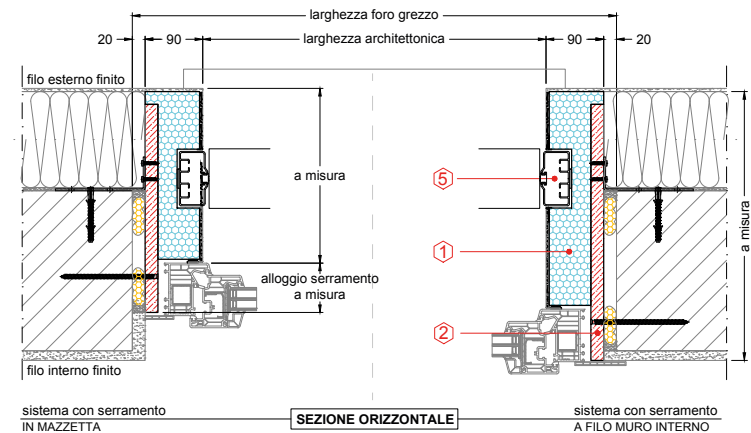 larghezza foro grezzo
20
90
larghezza architettonica
90
20
filo esterno finito
a misura
5
1
a misura
alloggio serramento
a misura
2
filo interno finito
sistema con serramento
IN MAZZETTA
SEZIONE ORIZZONTALE
sistema con serramento
A FILO MURO INTERNO